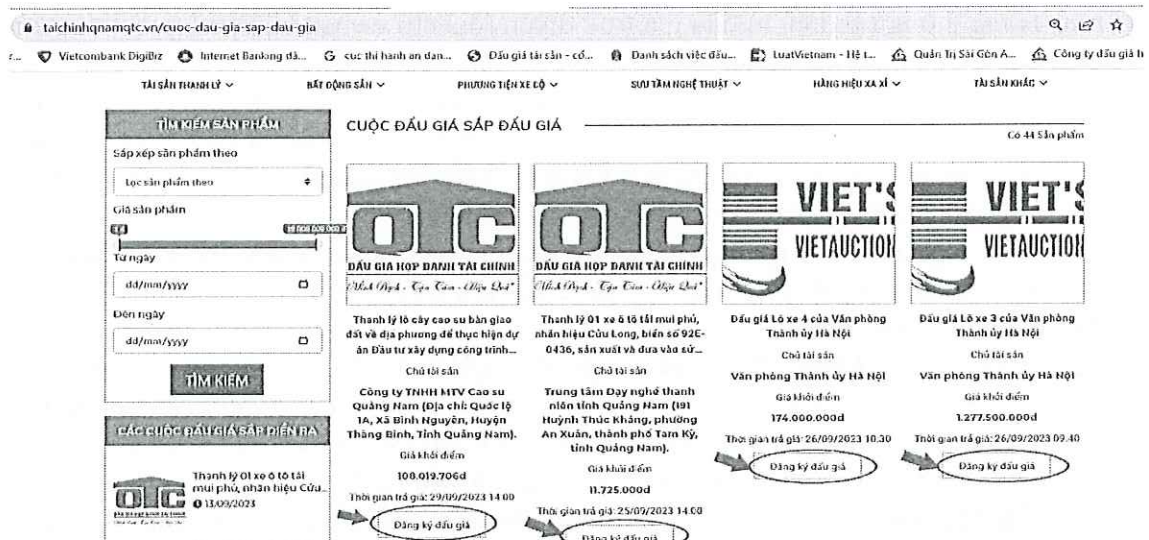 taichinhqnamqtc.vn/cuoc-dau-gia-sap-dau-gia
r... Vietcombank DigiBiz Internet Banking dà... cuc thi hanh an dan... Đấu giá tài sản - cổ... Danh sách việc đấu... LuatVietnam - Hệ t... Quản Trị Sài Gòn A... Công ty đấu giá h
TÀI SẢN THANH LÝ BẤT ĐỘNG SẢN PHƯƠNG TIỆN XE CỘ SƯU TẦM NGHỆ THUẬT HÀNG HIỆU XA XỈ TÀI SẢN KHÁC
TÌM KIẾM SẢN PHẨM
Sắp xếp sản phẩm theo
Lọc sản phẩm theo
Giá sản phẩm
Từ ngày
dd/mm/yyyy
Đến ngày
dd/mm/yyyy
TÌM KIẾM
CÁC CUỘC ĐẤU GIÁ SẮP DIỄN RA
QTC
Thanh lý 01 xe ô tô tải
mui phủ, nhãn hiệu Cửu...
13/09/2023
CUỘC ĐẤU GIÁ SẮP ĐẤU GIÁ
Có 44 Sản phẩm
QTC
ĐẤU GIÁ HỢP DANH TÀI CHÍNH
Thanh lý lô cây cao su bàn giao
đất về địa phương để thục hiện dự
án Đầu tư xây dựng công trình...
Chủ tài sản
Công ty TNHH MTV Cao su
Quảng Nam (Địa chỉ: Quốc lộ
1A, Xã Bình Nguyên, Huyện
Thăng Bình, Tỉnh Quảng Nam).
Giá khởi điểm
108.019.706đ
Thời gian trả giá: 29/09/2023 14:00
Đăng ký đấu giá
QTC
ĐẤU GIÁ HỢP DANH TÀI CHÍNH
Thanh lý 01 xe ô tô tải mui phủ,
nhãn hiệu Cửu Long, biển số 92E-
0436, sản xuất và đưa vào sử...
Chủ tài sản
Trung tâm Dạy nghề thanh
niên tỉnh Quảng Nam (191
Huỳnh Thúc Kháng, phường
An Xuân, thành phố Tam Kỳ,
tỉnh Quảng Nam).
Giá khởi điểm
11.725.000đ
Thời gian trả giá: 25/09/2023 14:00
Đăng ký đấu giá
VIET'S
VIETAUCTION
Đấu giá Lô xe 4 của Văn phòng
Thành ủy Hà Nội
Chủ tài sản
Văn phòng Thành ủy Hà Nội
Giá khởi điểm
174.000.000đ
Thời gian trả giá: 26/09/2023 10:30
Đăng ký đấu giá
VIET'S
VIETAUCTION
Đấu giá Lô xe 3 của Văn phòng
Thành ủy Hà Nội
Chủ tài sản
Văn phòng Thành ủy Hà Nội
Giá khởi điểm
1.277.500.000đ
Thời gian trả giá: 26/09/2023 09:40
Đăng ký đấu giá